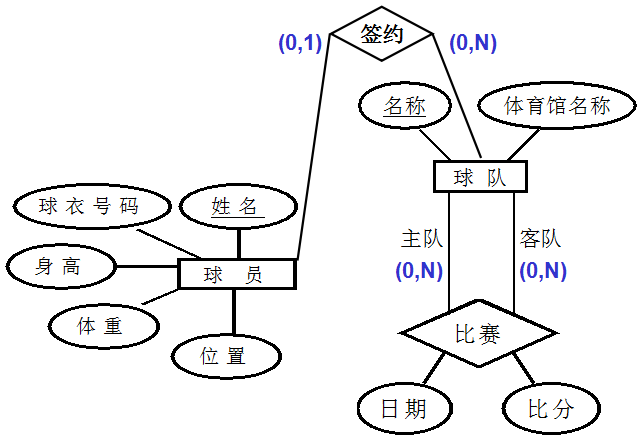 签约
(0,1)
(0,N)
名称
体育馆名称
球 队
球衣号码
姓名
主队
客队
身高
球 员
(0,N)
(0,N)
体重
比赛
位置
日期
比分